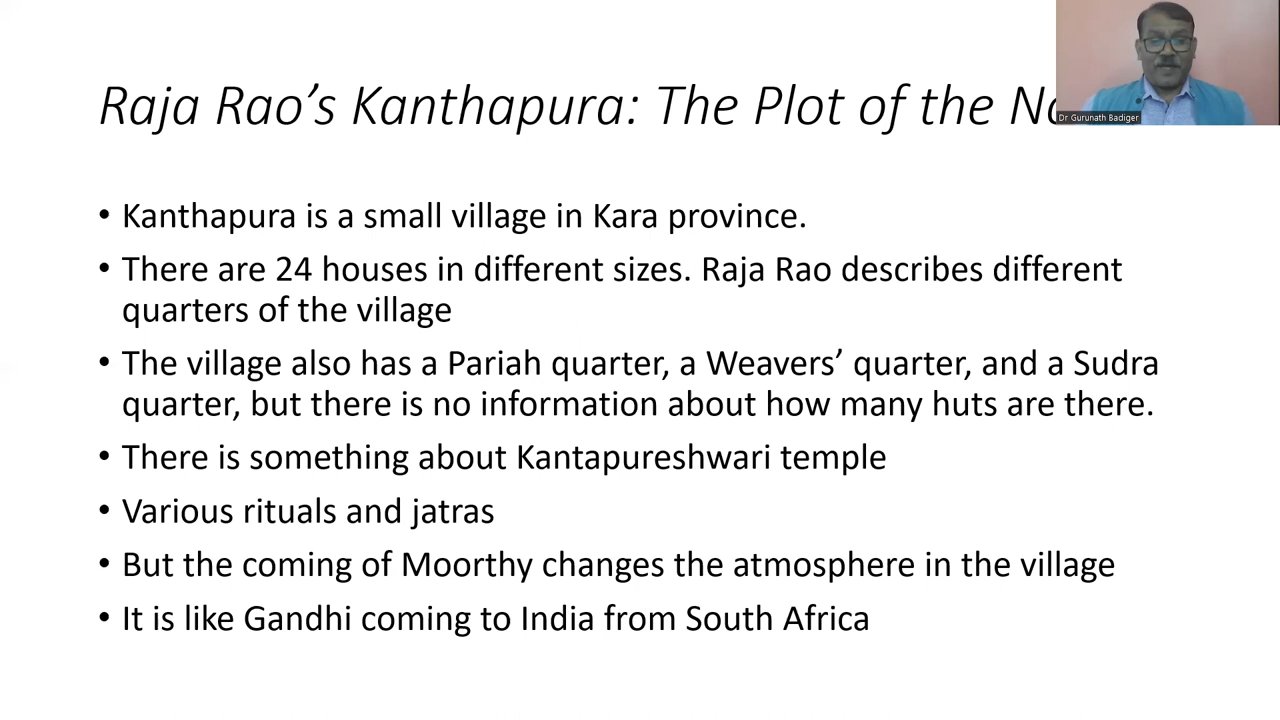 Raja Rao's Kanthapura: The Plot of the
Dr Gurunath Badiger
• Kanthapura is a small village in Kara province.
• There are 24 houses in different sizes. Raja Rao describes different
quarters of the village
• The village also has a Pariah quarter, a Weavers' quarter, and a Sudra
quarter, but there is no information about how many huts are there.
• There is something about Kantapureshwari temple
• Various rituals and jatras
• But the coming of Moorthy changes the atmosphere in the village
• It is like Gandhi coming to India from South Africa